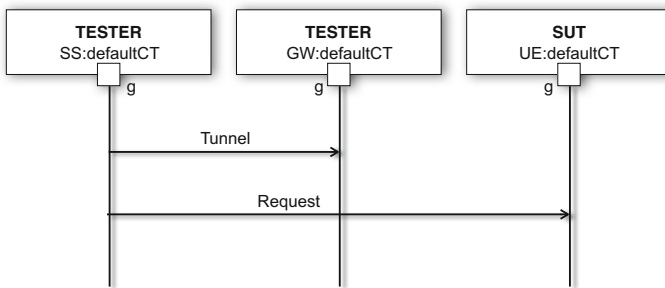 TESTER
SS:defaultCT
TESTER
GW:defaultCT
SUT
UE:defaultCT
g
g
g
Tunnel
Request